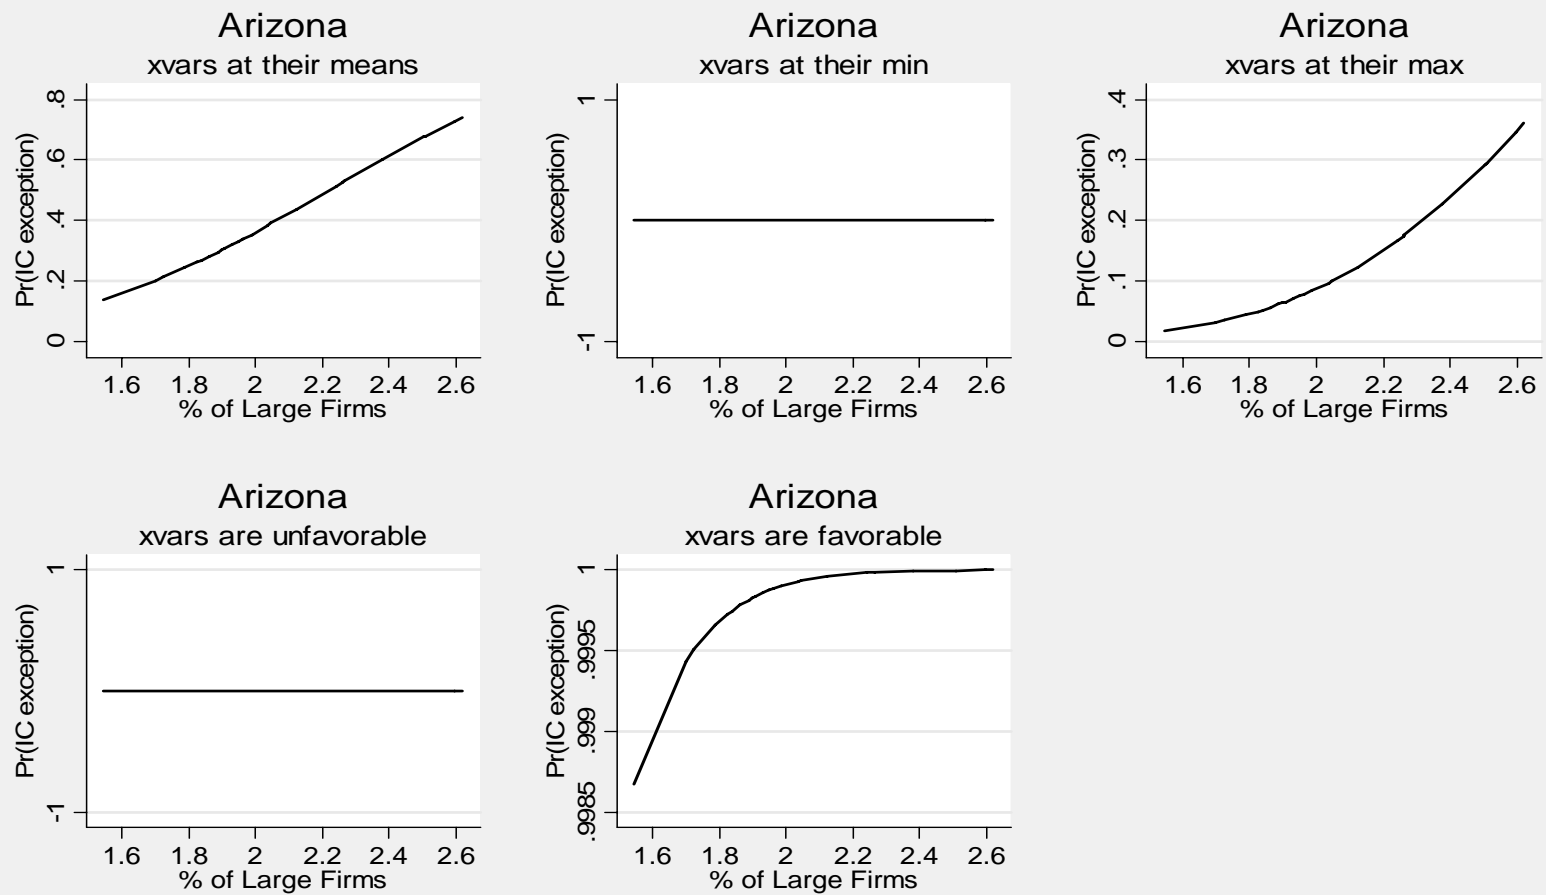 Arizona
xvars at their means
Pr(IC exception)
.8
.6
.4
.2
0
1.6 1.8 2 2.2 2.4 2.6
% of Large Firms
Arizona
xvars at their min
Pr(IC exception)
1
-1
1.6 1.8 2 2.2 2.4 2.6
% of Large Firms
Arizona
xvars at their max
Pr(IC exception)
.4
.3
.2
.1
0
1.6 1.8 2 2.2 2.4 2.6
% of Large Firms
Arizona
xvars are unfavorable
Pr(IC exception)
1
-1
1.6 1.8 2 2.2 2.4 2.6
% of Large Firms
Arizona
xvars are favorable
Pr(IC exception)
1
.9995
.999
.9985
1.6 1.8 2 2.2 2.4 2.6
% of Large Firms